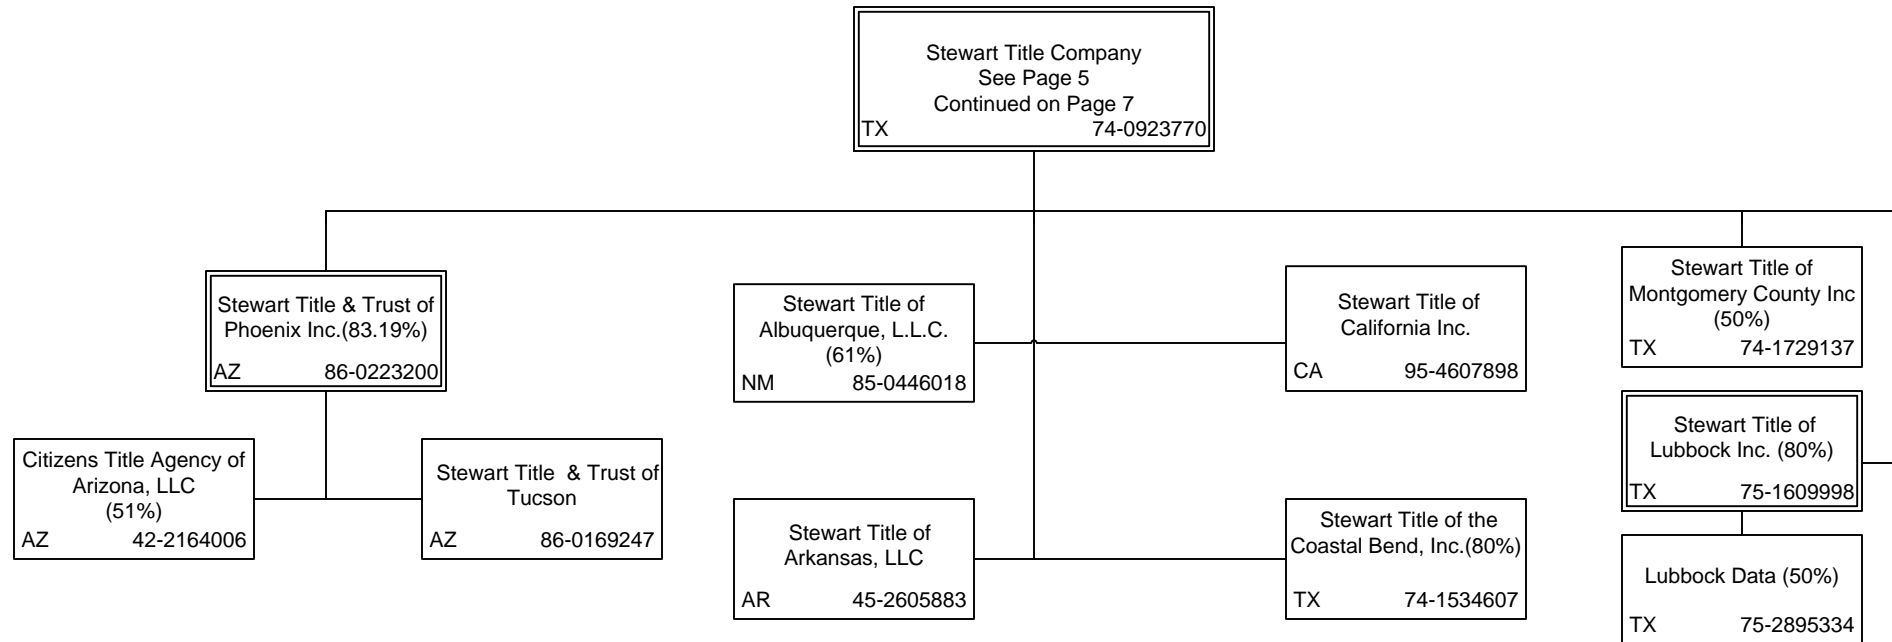 Stewart Title Company
See Page 5
Continued on Page 7
TX 74-0923770
Stewart Title & Trust of
Phoenix Inc.(83.19%)
AZ 86-0223200
Citizens Title Agency of
Arizona, LLC
(51%)
AZ 42-2164006
Stewart Title & Trust of
Tucson
AZ 86-0169247
Stewart Title of
Albuquerque, L.L.C.
(61%)
NM 85-0446018
Stewart Title of
California Inc.
CA 95-4607898
Stewart Title of
Arkansas, LLC
AR 45-2605883
Stewart Title of the
Coastal Bend, Inc.(80%)
TX 74-1534607
Stewart Title of
Montgomery County Inc
(50%)
TX 74-1729137
Stewart Title of
Lubbock Inc. (80%)
TX 75-1609998
Lubbock Data (50%)
TX 75-2895334